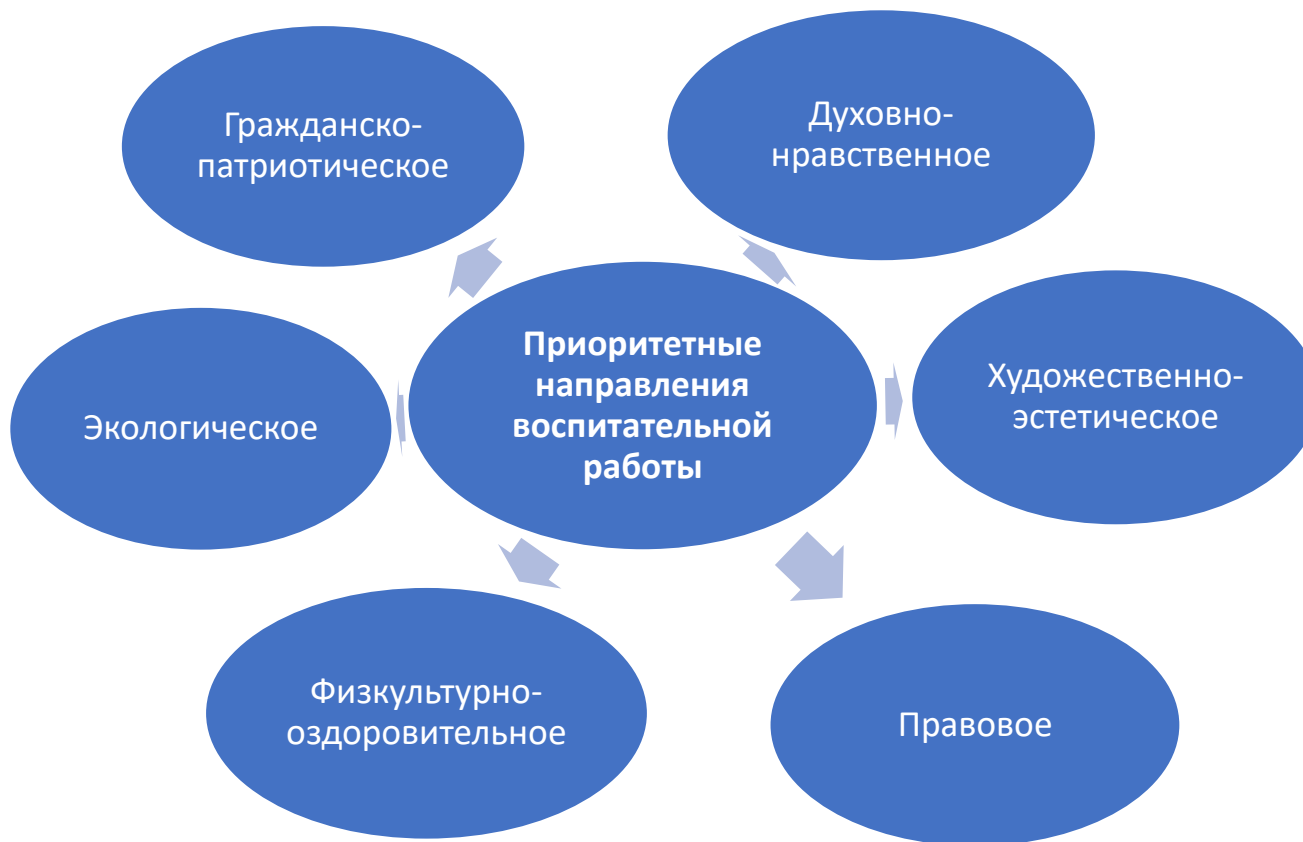 Гражданско-
патриотическое
Духовно-
нравственное
Приоритетные
направления
воспитательной
работы
Художественно-
эстетическое
Экологическое
Физкультурно-
оздоровительное
Правовое